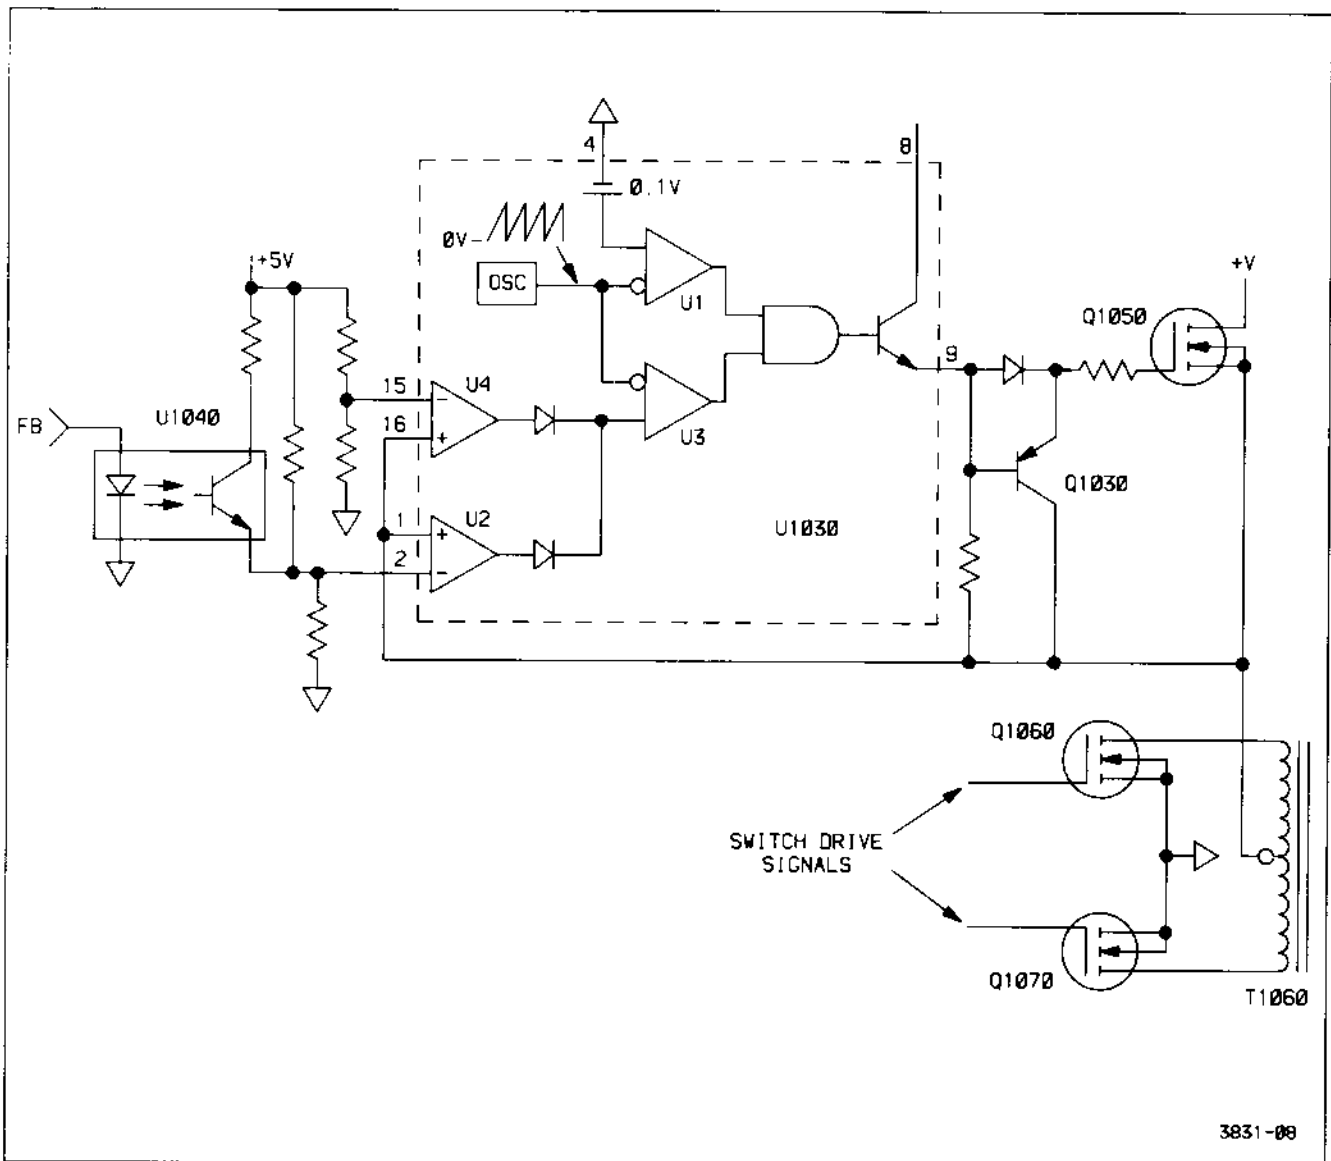 4
8
0.1V
0V
+5V
OSC
U1
+V
Q1050
9
15
U4
16
U3
FB
U1040
Q1030
1
U2
2
U1030
Q1060
SWITCH DRIVE
SIGNALS
Q1070
T1060
3831-08